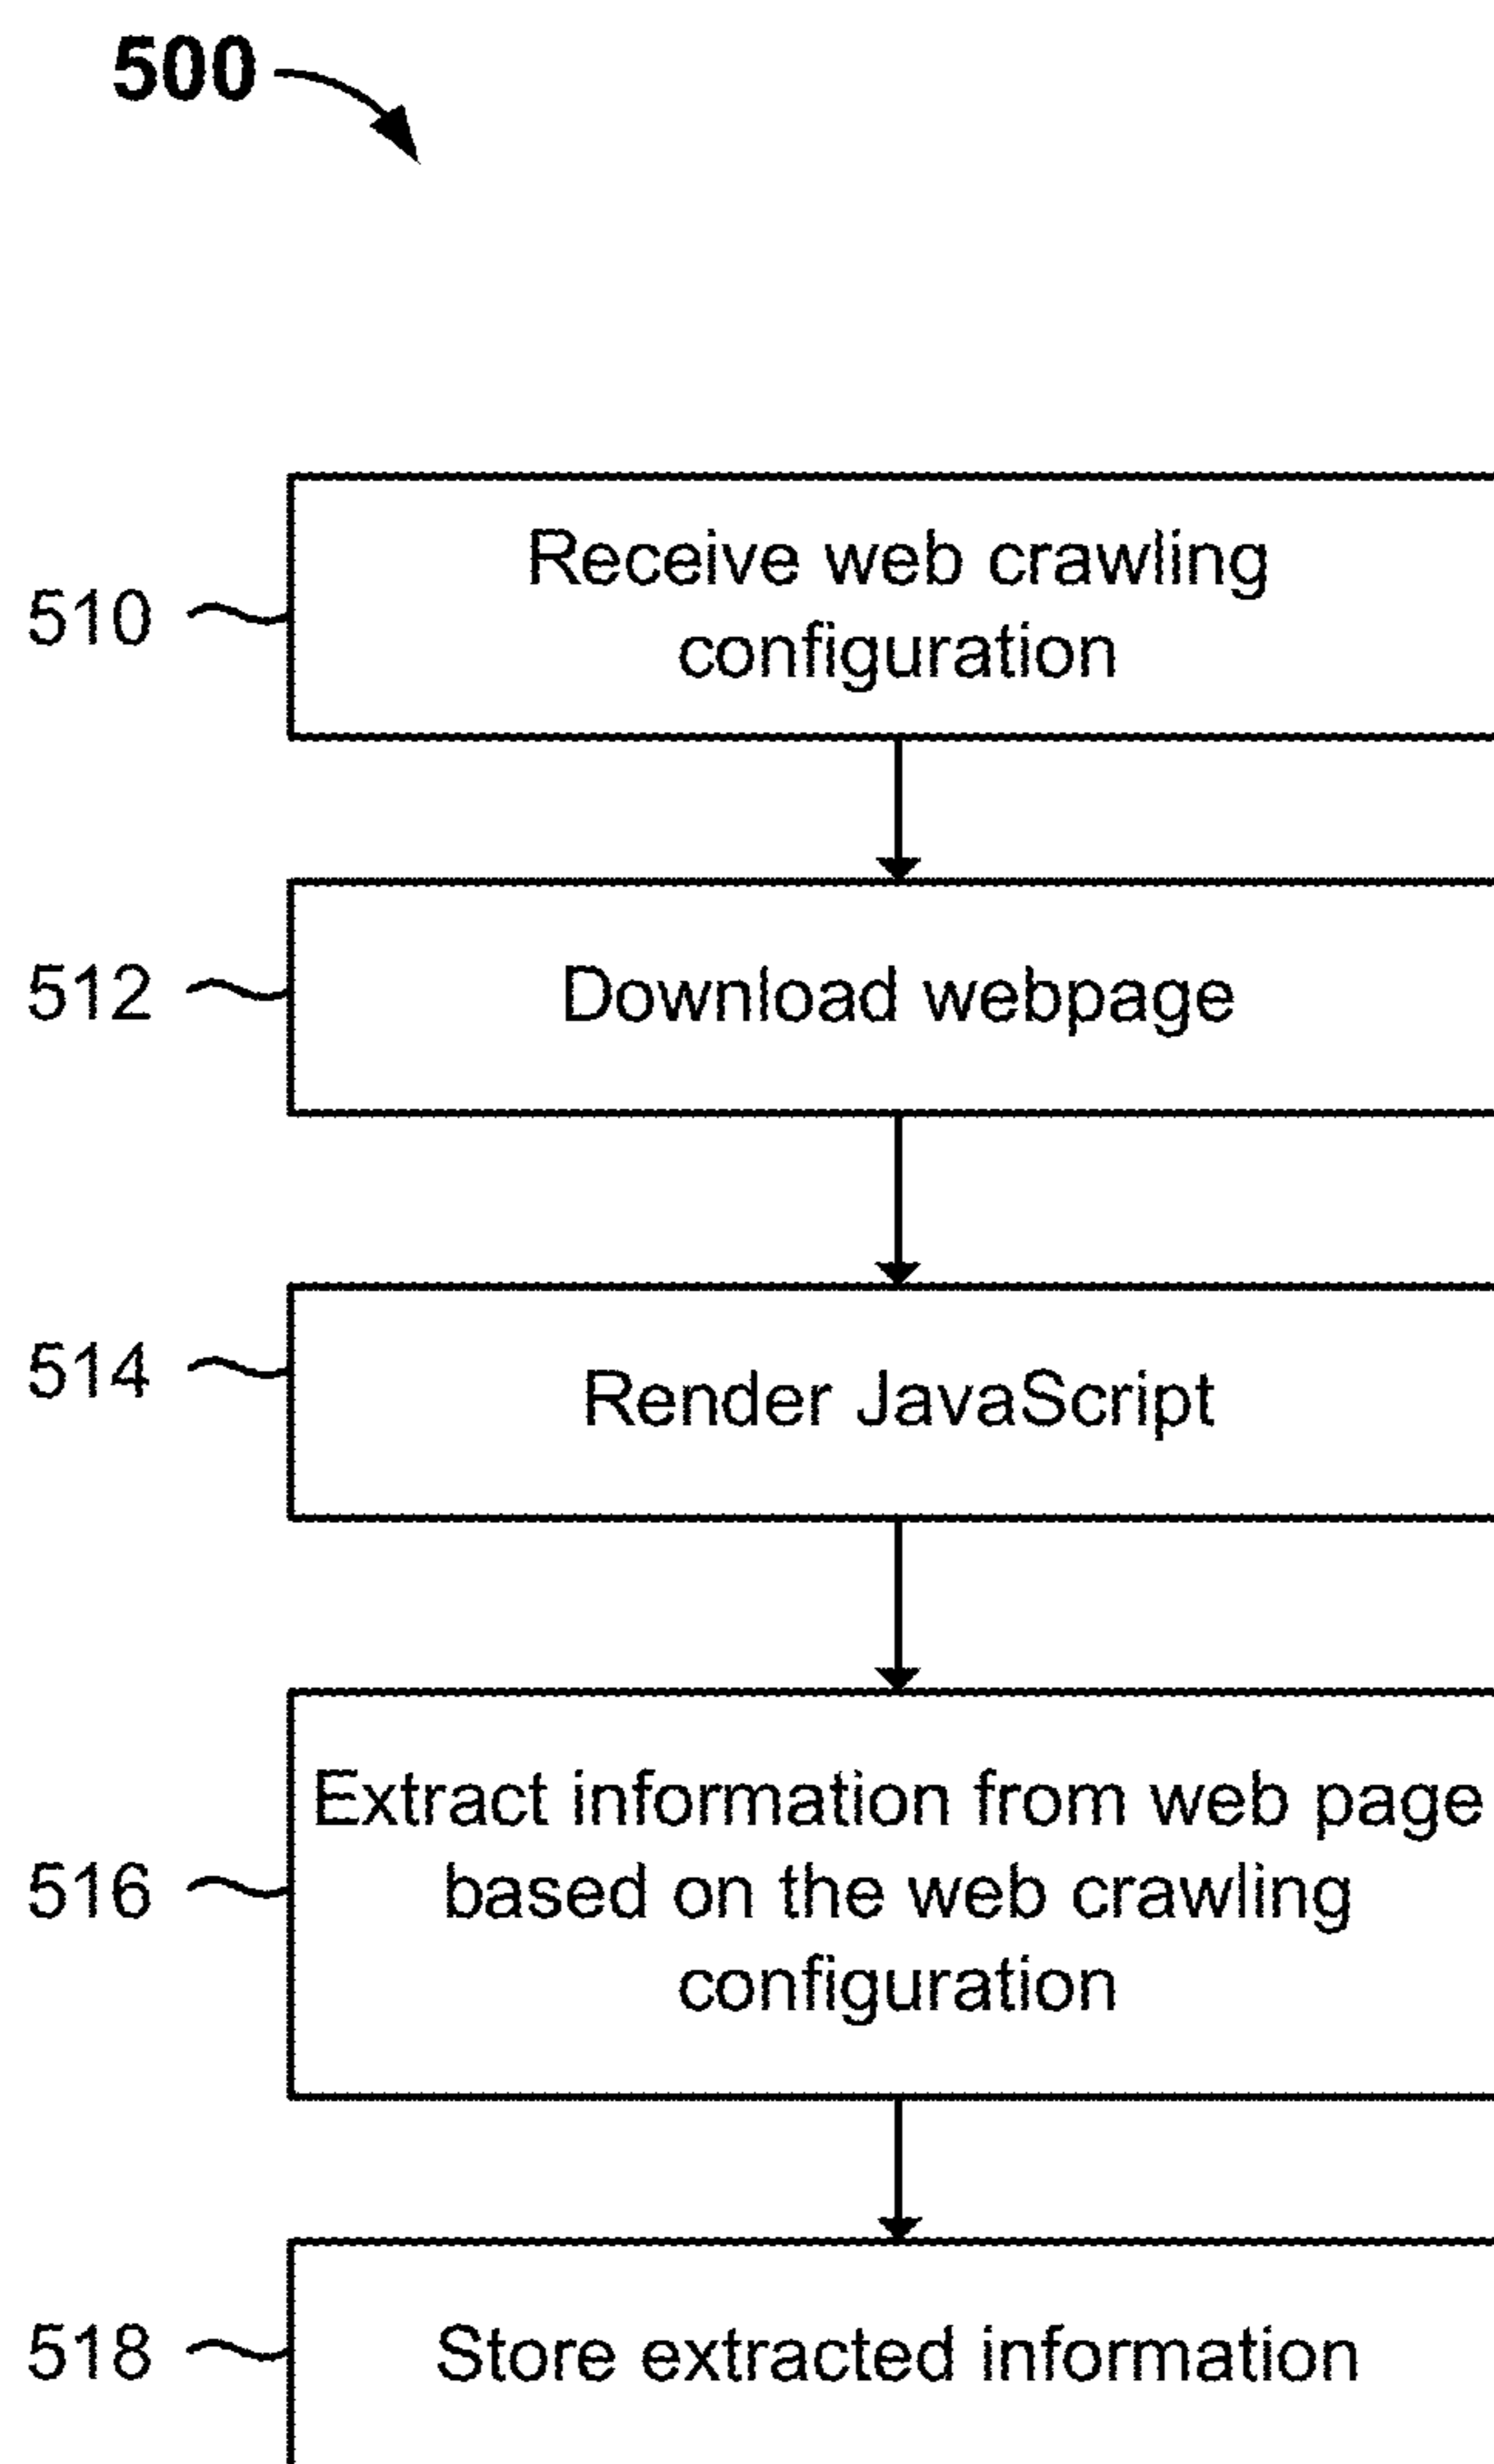 500
510
Receive web crawling
configuration
512
Download webpage
514
Render JavaScript
516
Extract information from web page
based on the web crawling
configuration
518
Store extracted information